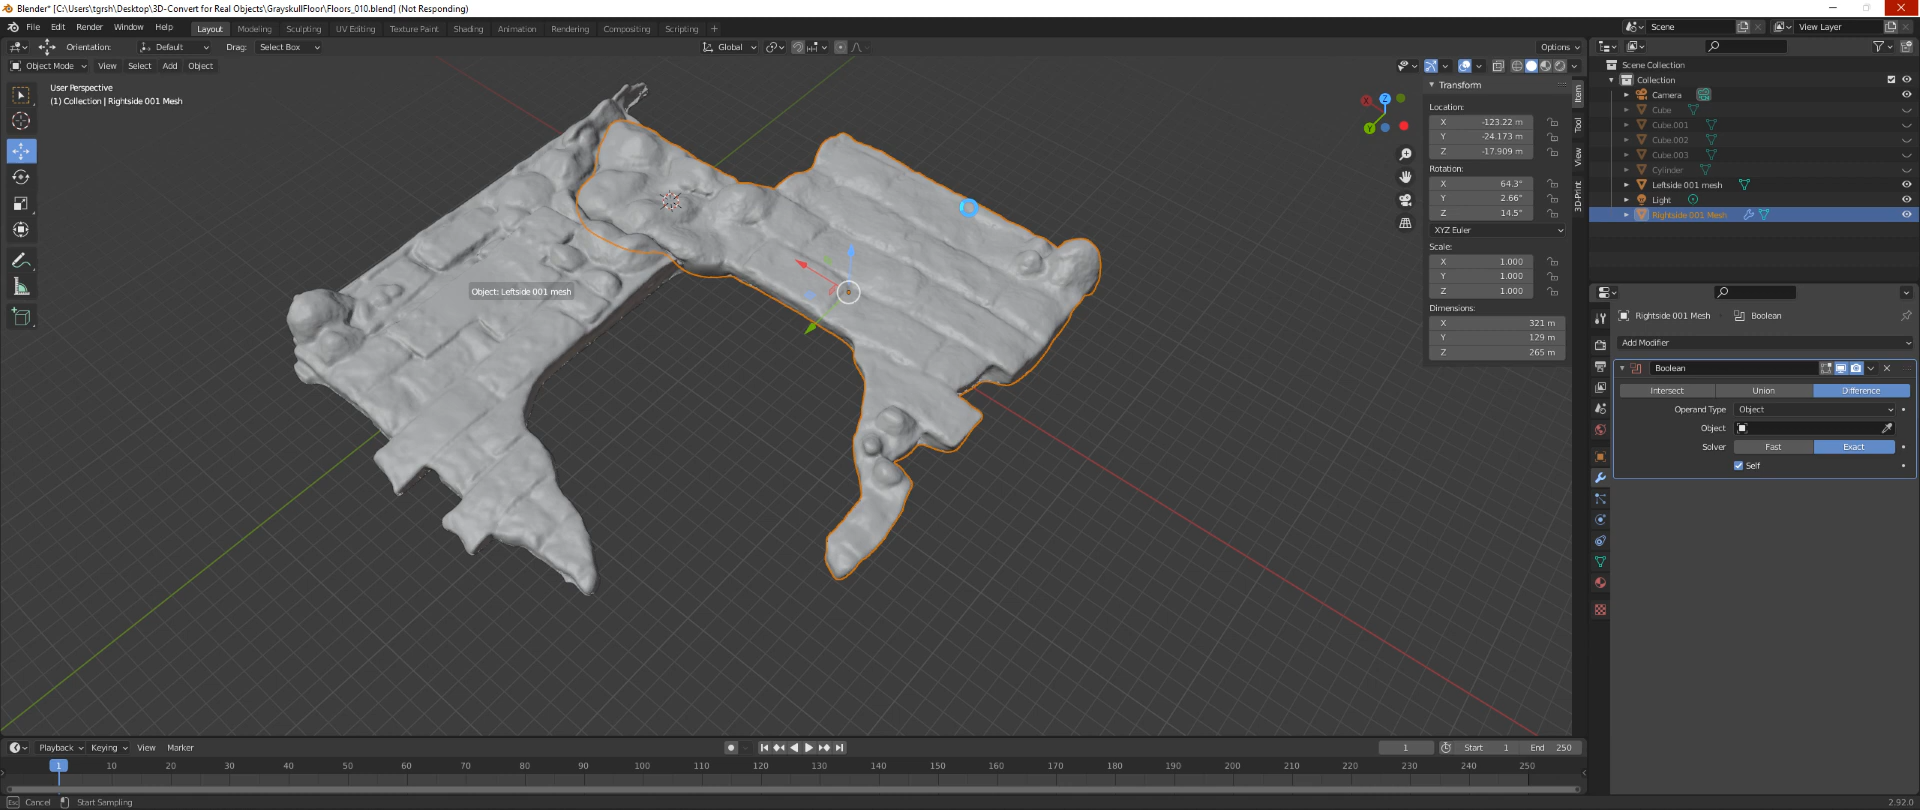 Blender* [C:\Users\tgrsh\Desktop\3D-Convert for Real Objects\GrayskullFloor\Floors_010.blend] (Not Responding)
File Edit Render Window Help Layout Modeling Sculpting UV Editing Texture Paint Shading Animation Rendering Compositing Scripting + Scene View Layer
Orientation: Default Drag: Select Box Global Options
Object Mode View Select Add Object
User Perspective
(1) Collection | Rightside 001 Mesh
Object: Leftside 001 mesh
X
Y
Z
Transform
Location:
X -123.22 m
Y -24.173 m
Z -17.909 m
Rotation:
X 64.3°
Y 2.66°
Z 14.5°
XYZ Euler
Scale:
X 1.000
Y 1.000
Z 1.000
Dimensions:
X 321 m
Y 129 m
Z 265 m
Item
Tool
View
3D-Print
Scene Collection
Collection
Camera
Cube
Cube.001
Cube.002
Cube.003
Cylinder
Leftside 001 mesh
Light
Rightside 001 Mesh
Rightside 001 Mesh Boolean
Add Modifier
Boolean
Intersect Union Difference
Operand Type Object
Object
Solver Fast Exact
Self
Playback Keying View Marker 1 Start 1 End 250
1 10 20 30 40 50 60 70 80 90 100 110 120 130 140 150 160 170 180 190 200 210 220 230 240 250
Esc Cancel Start Sampling 2.92.0